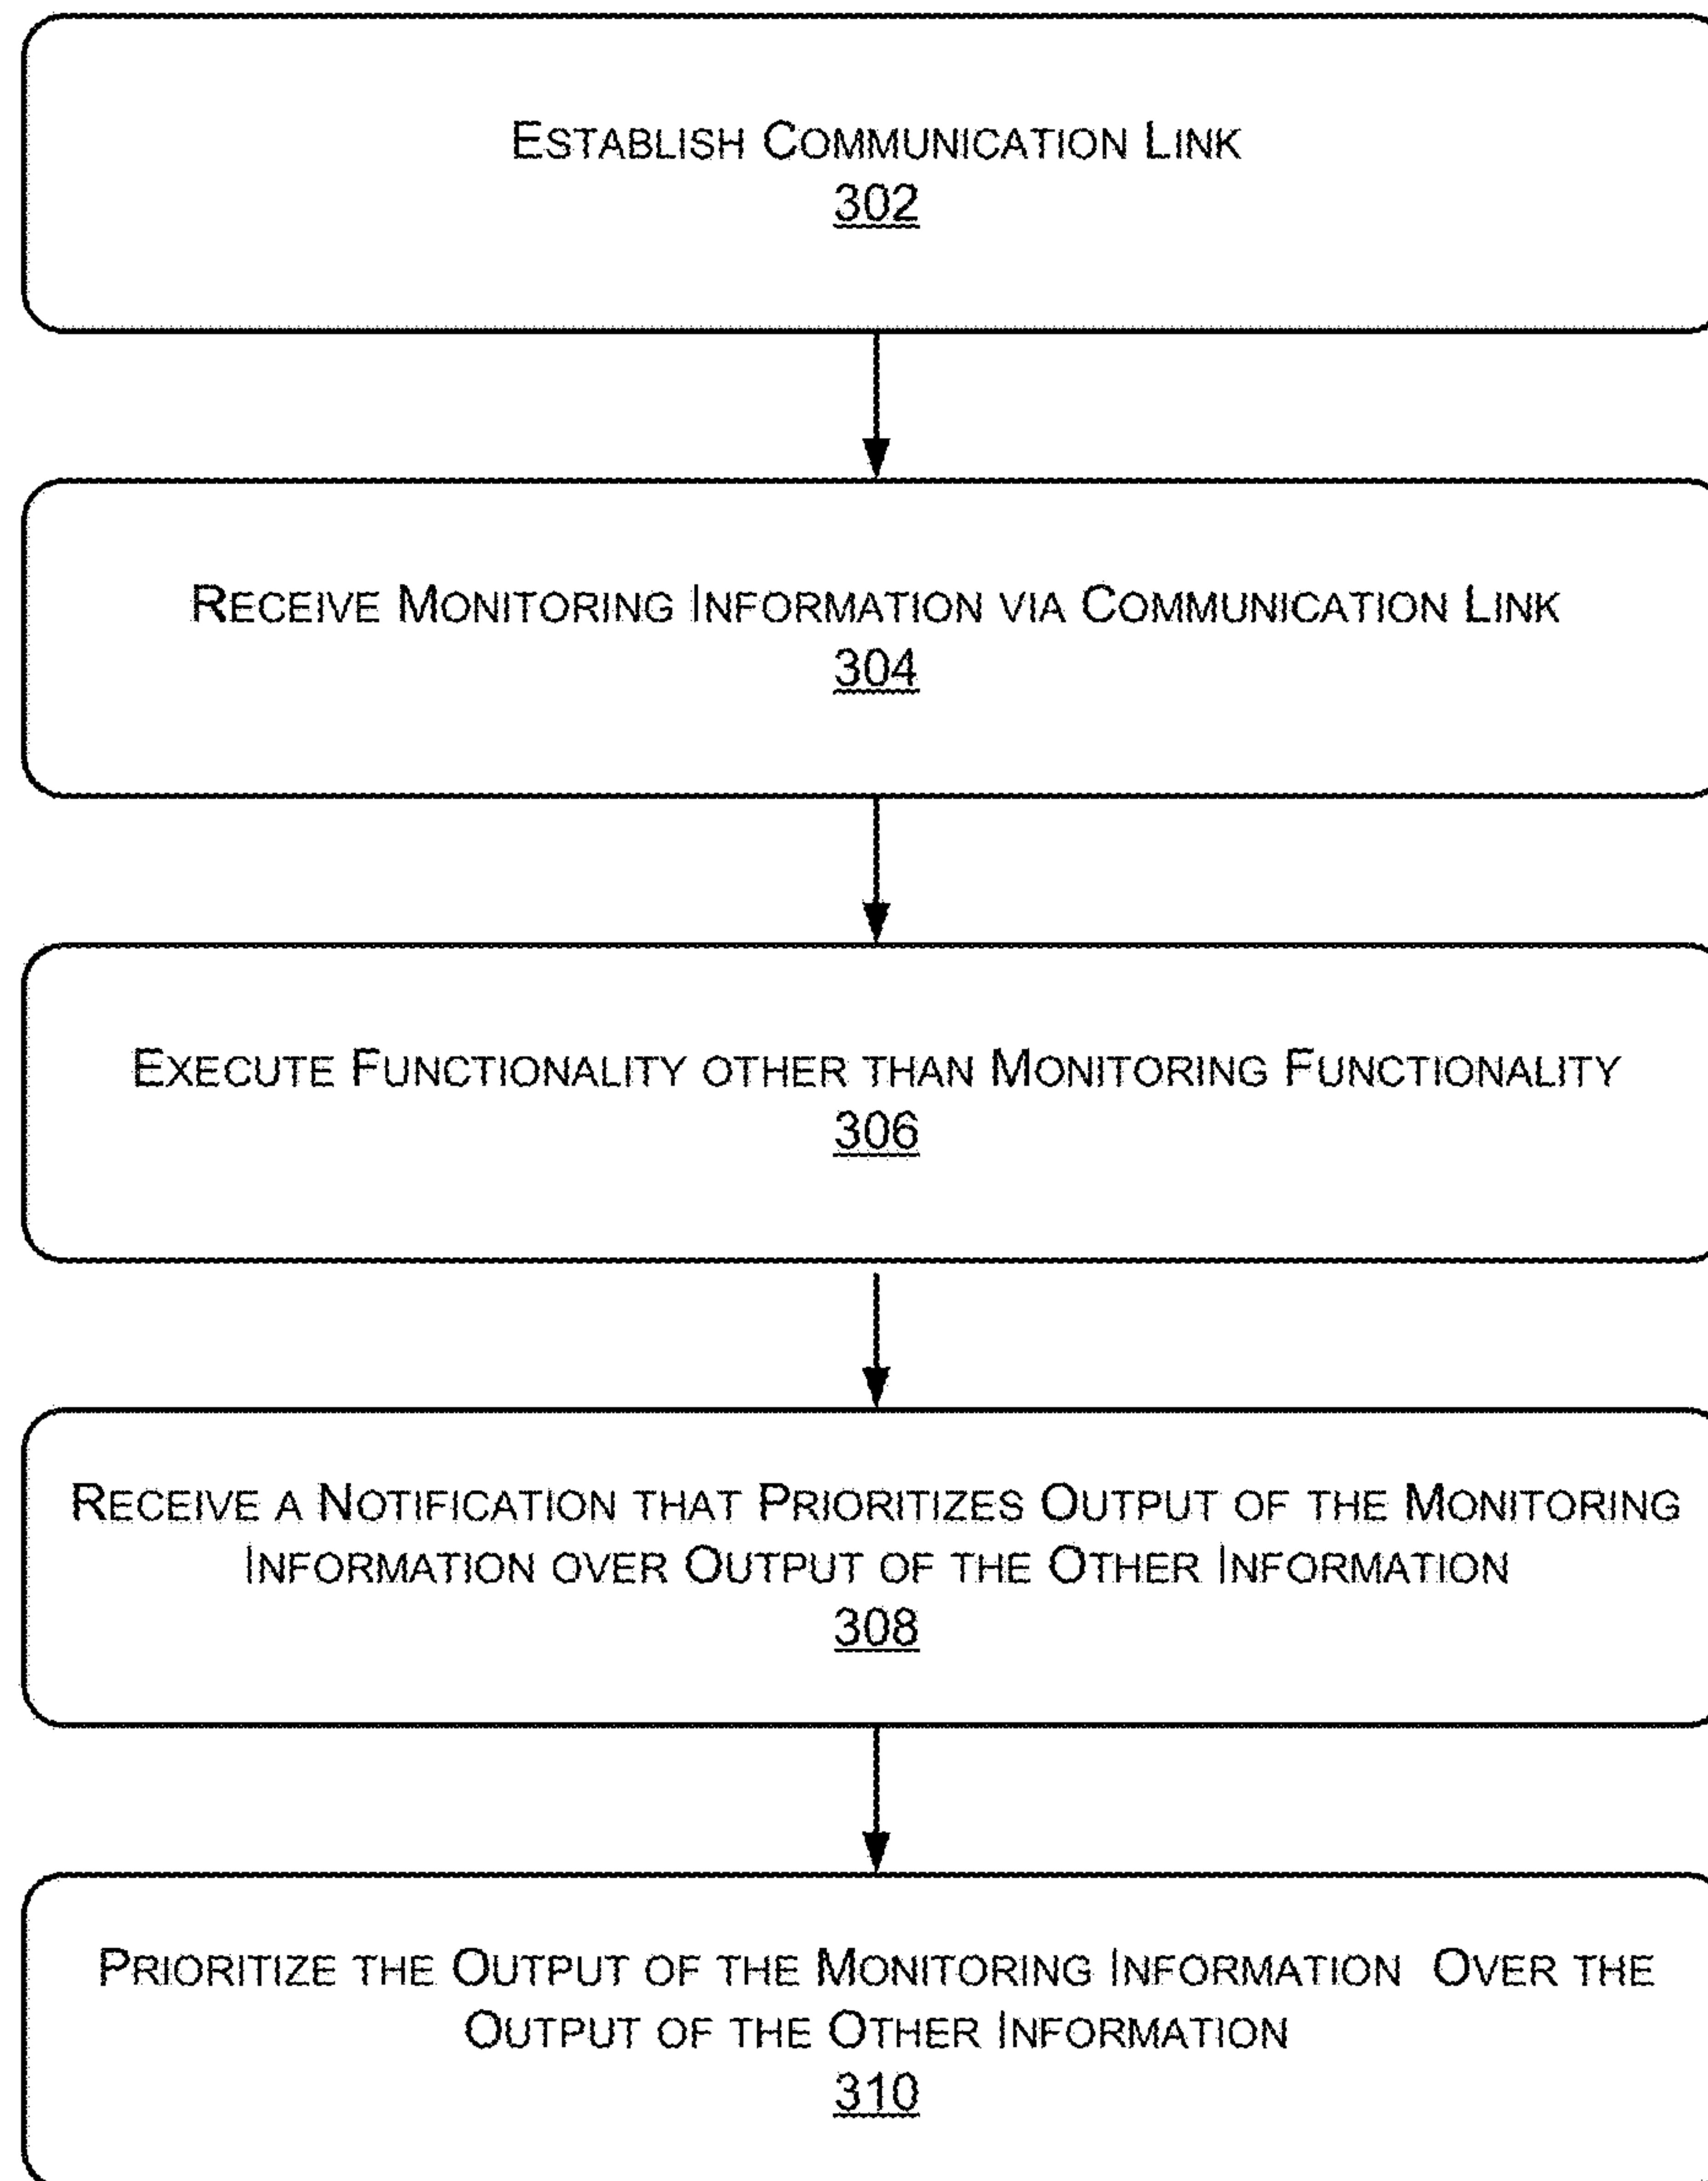 ESTABLISH COMMUNICATION LINK
302
RECEIVE MONITORING INFORMATION VIA COMMUNICATION LINK
304
EXECUTE FUNCTIONALITY OTHER THAN MONITORING FUNCTIONALITY
306
RECEIVE A NOTIFICATION THAT PRIORITIZES OUTPUT OF THE MONITORING
INFORMATION OVER OUTPUT OF THE OTHER INFORMATION
308
PRIORITIZE THE OUTPUT OF THE MONITORING INFORMATION OVER THE
OUTPUT OF THE OTHER INFORMATION
310